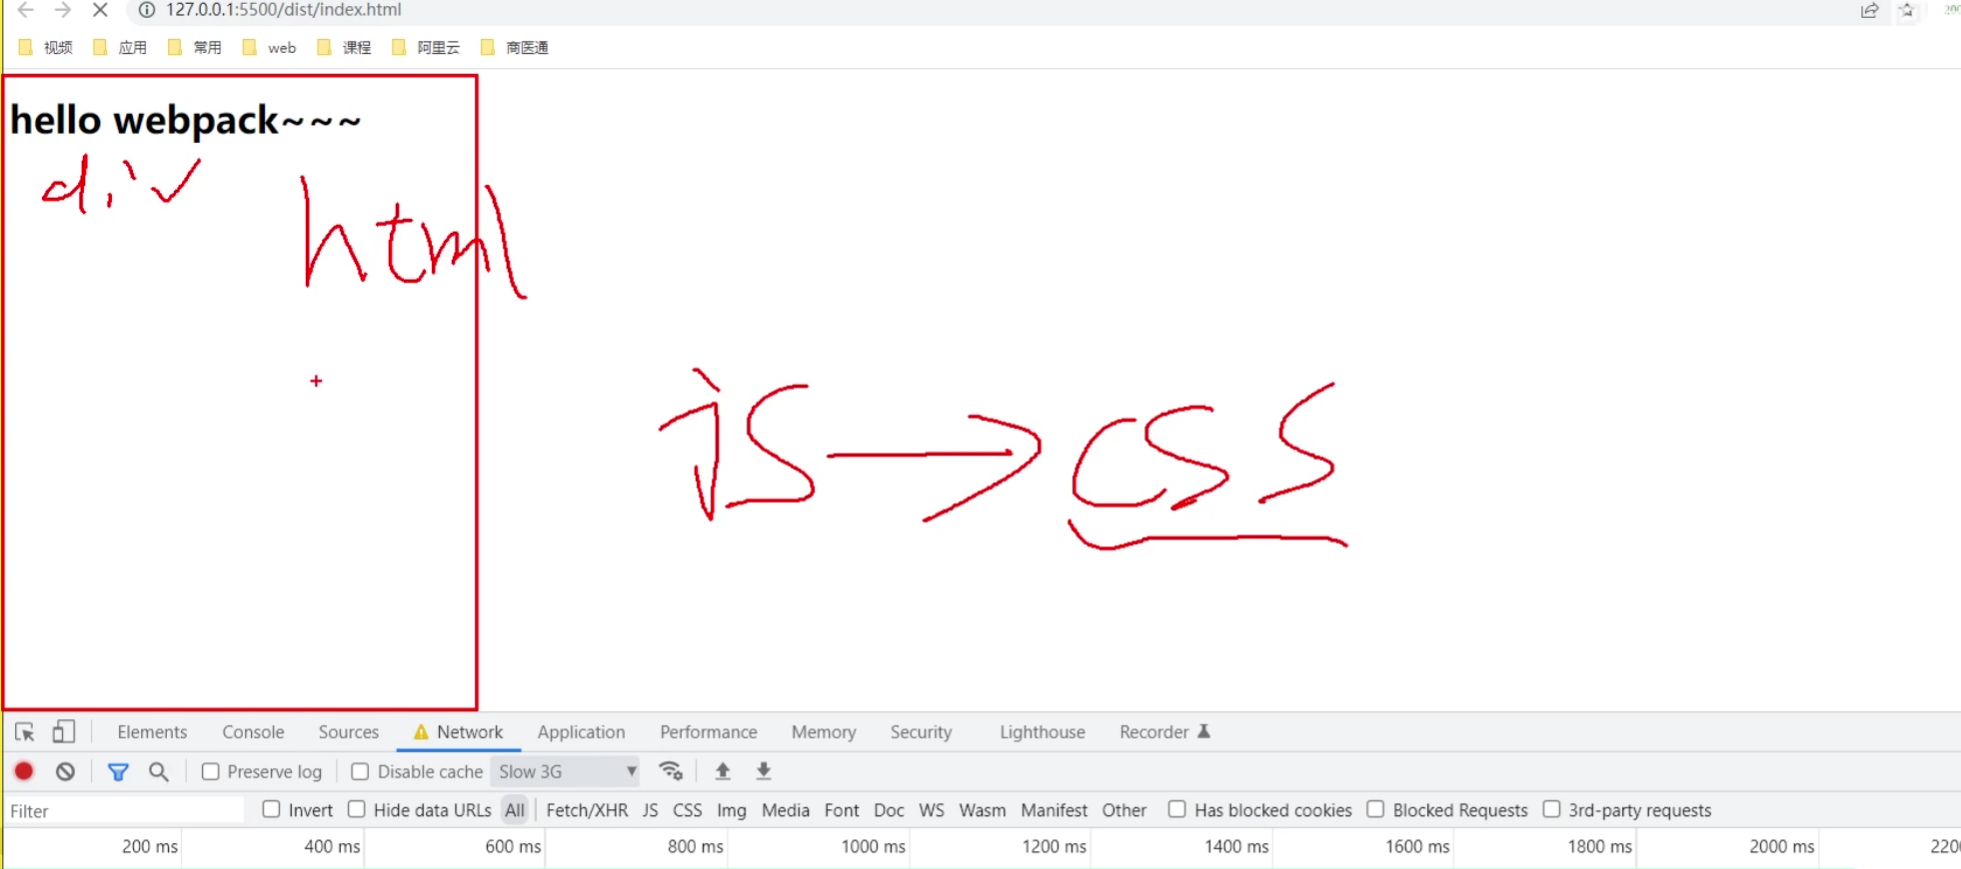 127.0.0.1:5500/dist/index.html
视频 应用 常用 web 课程 阿里云 商医通
hello webpack~~~
div
html
js → css
Elements Console Sources Network Application Performance Memory Security Lighthouse Recorder
Preserve log Disable cache Slow 3G
Filter Invert Hide data URLs All Fetch/XHR JS CSS Img Media Font Doc WS Wasm Manifest Other Has blocked cookies Blocked Requests 3rd-party requests
200 ms 400 ms 600 ms 800 ms 1000 ms 1200 ms 1400 ms 1600 ms 1800 ms 2000 ms 220